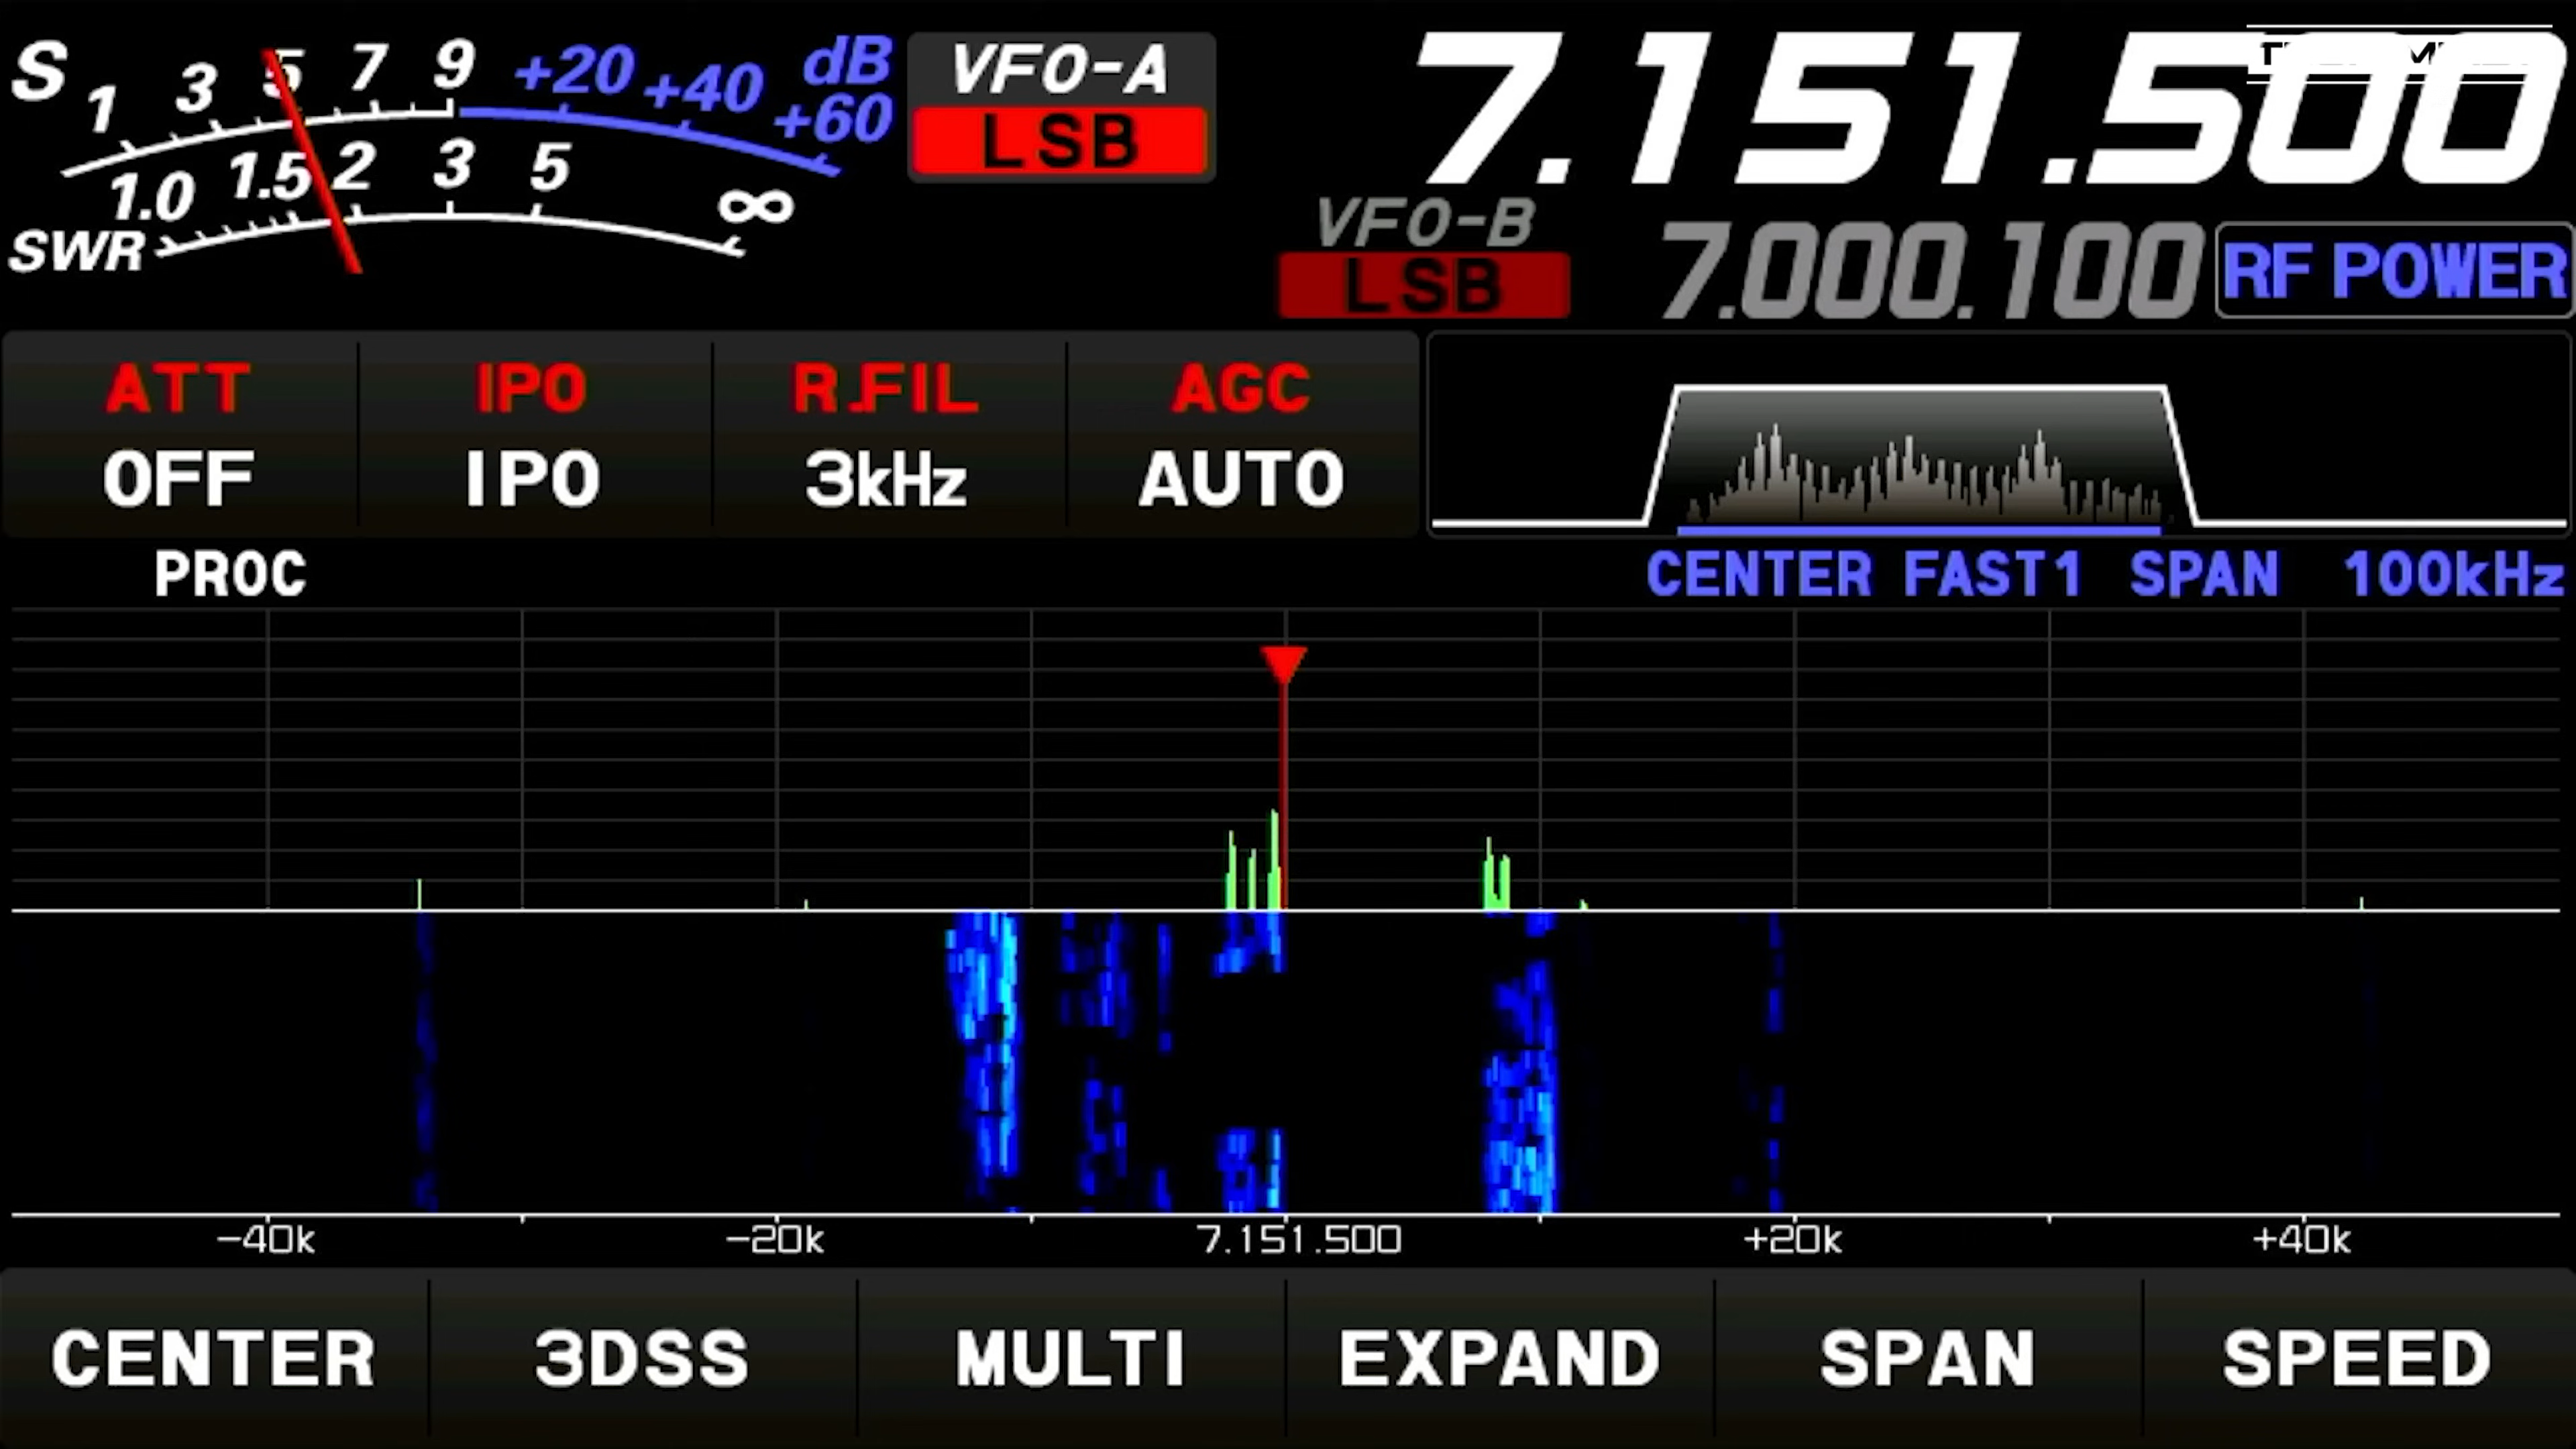 S 1 3 5 7 9 +20 +40 +60 dB
1.0 1.5 2 3 5 ∞
SWR
VFO-A
LSB
7.151.500
VFO-B
LSB
7.000.100
RF POWER
ATT IPO R.FIL AGC
OFF IPO 3kHz AUTO
PROC
CENTER FAST1 SPAN 100kHz
-40k -20k 7.151.500 +20k +40k
CENTER 3DSS MULTI EXPAND SPAN SPEED